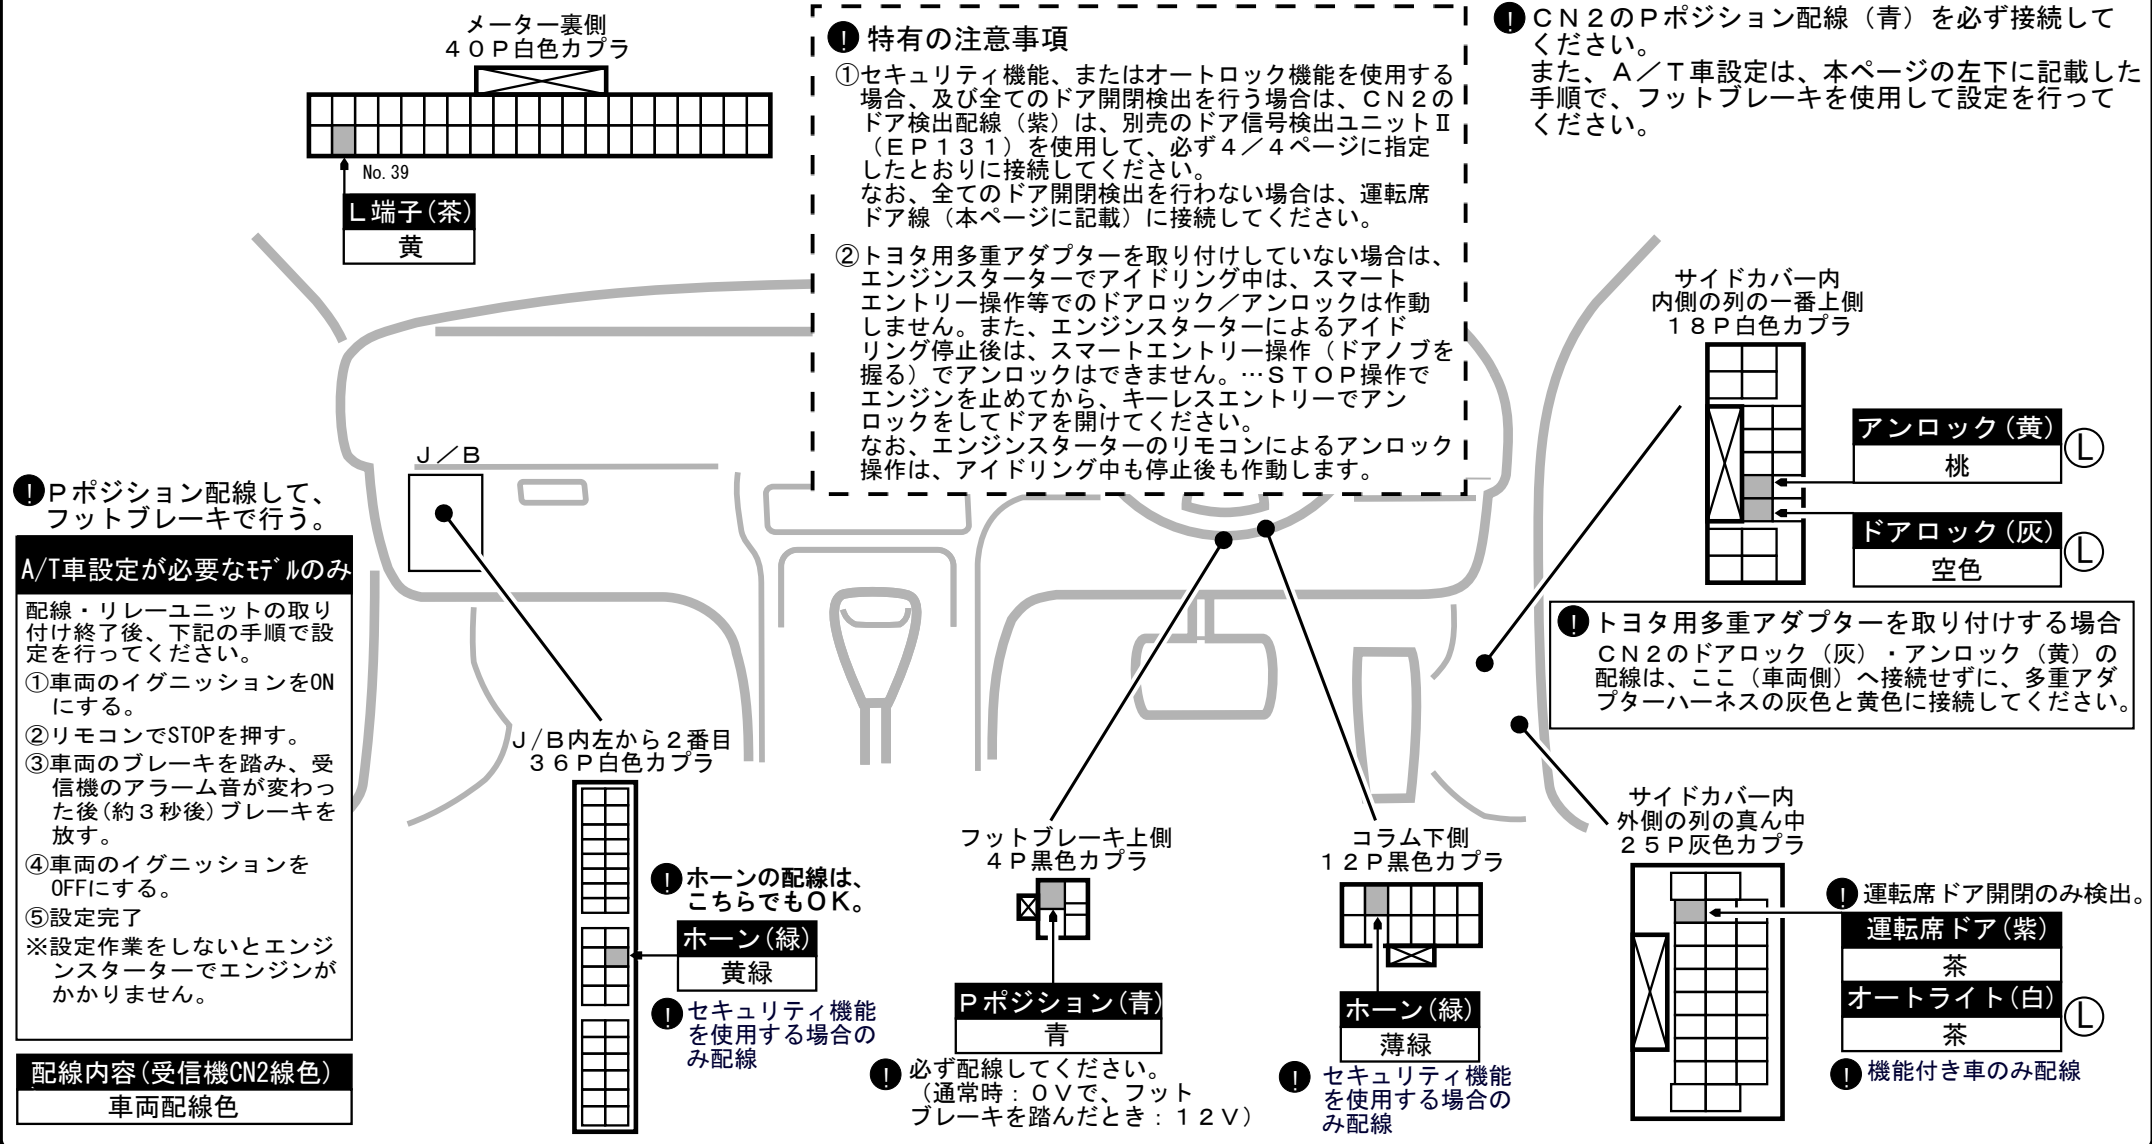 メーター裏側
４０Ｐ白色カプラ
No.39
Ｌ端子(茶)
黄
特有の注意事項
①セキュリティ機能、またはオートロック機能を使用する
場合、及び全てのドア開閉検出を行う場合は、ＣＮ２の
ドア検出配線（紫）は、別売のドア信号検出ユニットⅡ
（ＥＰ１３１）を使用して、必ず４／４ページに指定
したとおりに接続してください。
なお、全てのドア開閉検出を行わない場合は、運転席
ドア線（本ページに記載）に接続してください。
②トヨタ用多重アダプターを取り付けしていない場合は、
エンジンスターターでアイドリング中は、スマート
エントリー操作等でのドアロック／アンロックは作動
しません。また、エンジンスターターによるアイド
リング停止後は、スマートエントリー操作（ドアノブを
握る）でアンロックはできません。…ＳＴＯＰ操作で
エンジンを止めてから、キーレスエントリーでアン
ロックをしてドアを開けてください。
なお、エンジンスターターのリモコンによるアンロック
操作は、アイドリング中も停止後も作動します。
ＣＮ２のＰポジション配線（青）を必ず接続して
ください。
また、Ａ／Ｔ車設定は、本ページの左下に記載した
手順で、フットブレーキを使用して設定を行って
ください。
サイドカバー内
内側の列の一番上側
１８Ｐ白色カプラ
アンロック(黄)
桃
Ⓛ
ドアロック(灰)
空色
Ⓛ
トヨタ用多重アダプターを取り付けする場合
ＣＮ２のドアロック（灰）・アンロック（黄）の
配線は、ここ（車両側）へ接続せずに、多重アダ
プターハーネスの灰色と黄色に接続してください。
Ｊ／Ｂ
Ｐポジション配線して、
フットブレーキで行う。
A/T車設定が必要なﾓﾃﾞﾙのみ
配線・リレーユニットの取り
付け終了後、下記の手順で設
定を行ってください。
①車両のイグニッションをON
にする。
②リモコンでSTOPを押す。
③車両のブレーキを踏み、受
信機のアラーム音が変わっ
た後(約３秒後)ブレーキを
放す。
④車両のイグニッションを
OFFにする。
⑤設定完了
※設定作業をしないとエンジ
ンスターターでエンジンが
かかりません。
配線内容(受信機CN2線色)
車両配線色
Ｊ/Ｂ内左から２番目
３６Ｐ白色カプラ
ホーンの配線は、
こちらでもＯＫ。
ホーン(緑)
黄緑
セキュリティ機能
を使用する場合の
み配線
フットブレーキ上側
４Ｐ黒色カプラ
Ｐポジション(青)
青
必ず配線してください。
（通常時：０Ｖで、フット
ブレーキを踏んだとき：１２Ｖ）
コラム下側
１２Ｐ黒色カプラ
ホーン(緑)
薄緑
セキュリティ機能
を使用する場合の
み配線
サイドカバー内
外側の列の真ん中
２５Ｐ灰色カプラ
運転席ドア開閉のみ検出。
運転席ドア(紫)
茶
オートライト(白)
茶
Ⓛ
機能付き車のみ配線